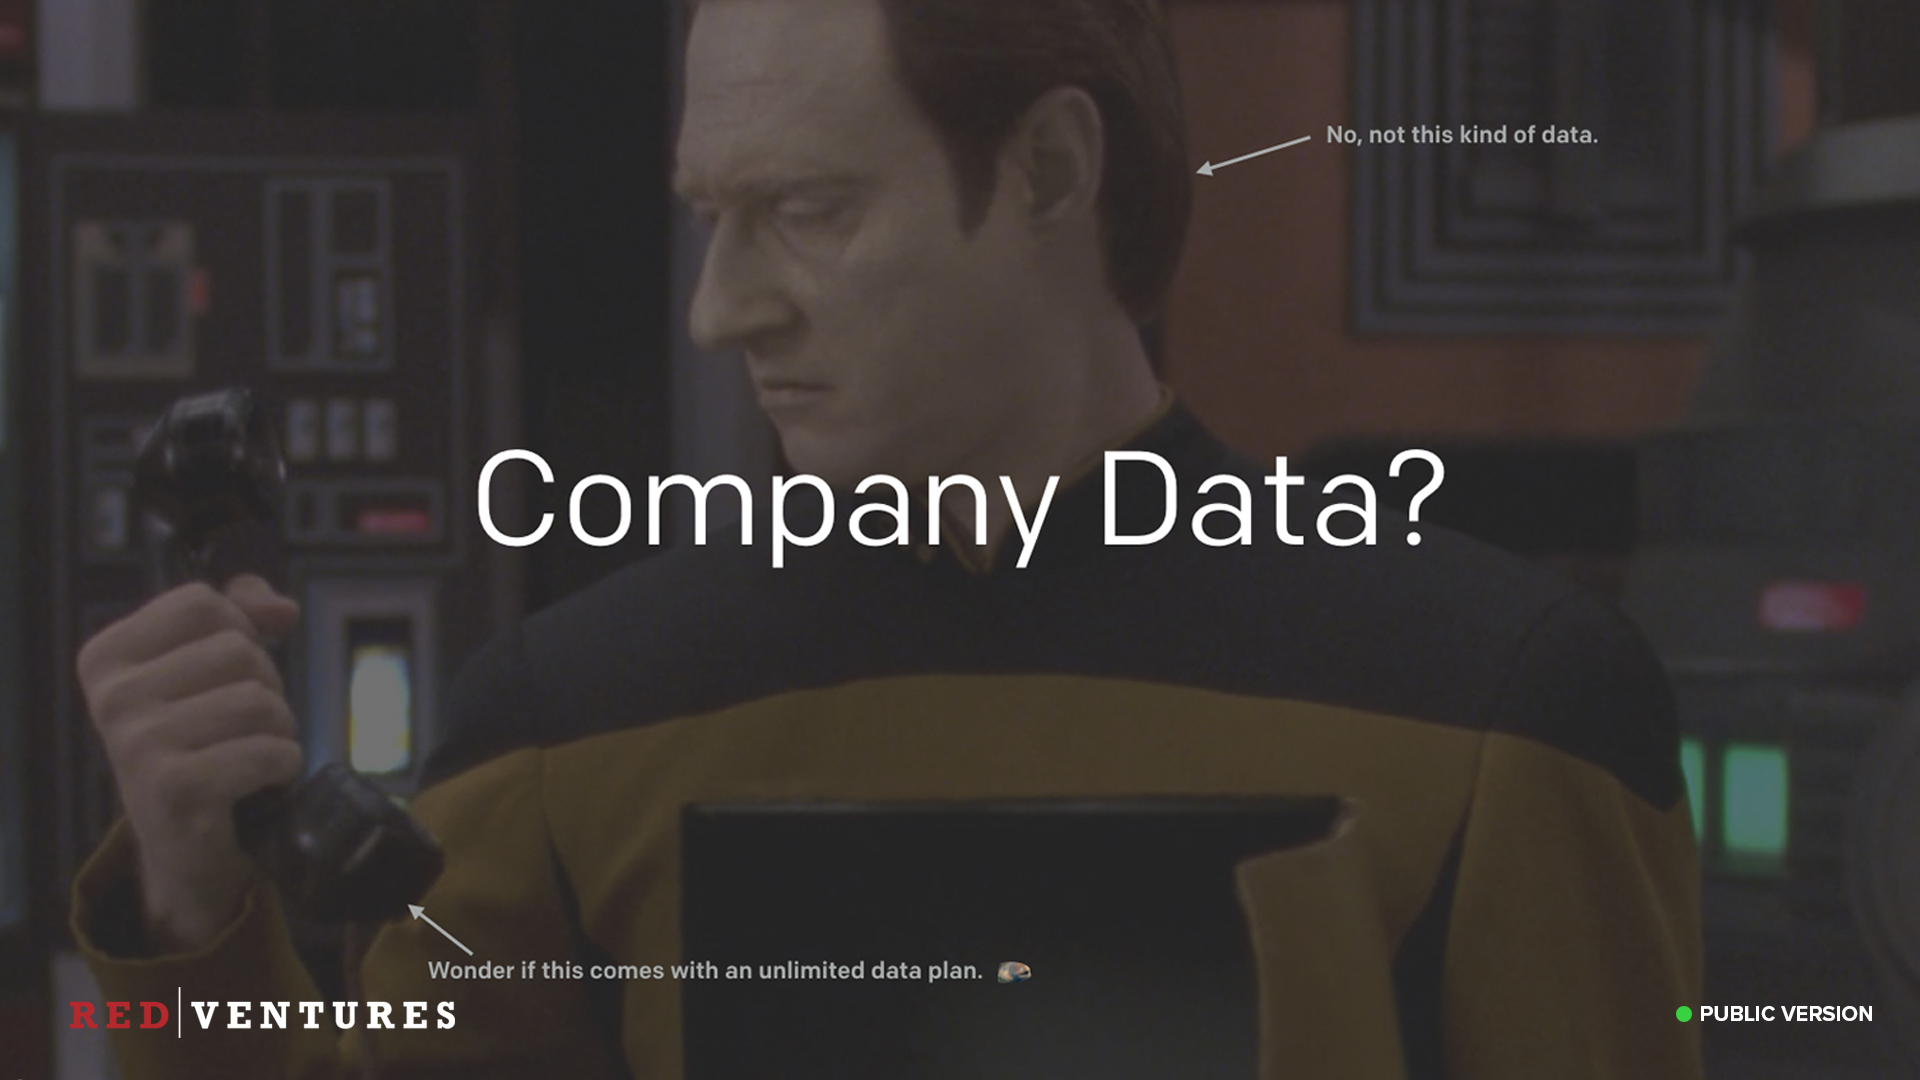 No, not this kind of data.
Company Data?
Wonder if this comes with an unlimited data plan.
RED|VENTURES
PUBLIC VERSION